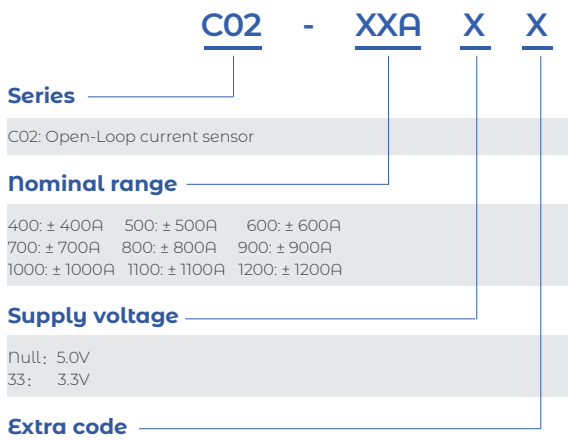 C02 - XXA X X
Series
C02: Open-Loop current sensor
Nominal range
400: ± 400A 500: ± 500A 600: ± 600A
700: ± 700A 800: ± 800A 900: ± 900A
1000: ± 1000A 1100: ± 1100A 1200: ± 1200A
Supply voltage
Null： 5.0V
33： 3.3V
Extra code